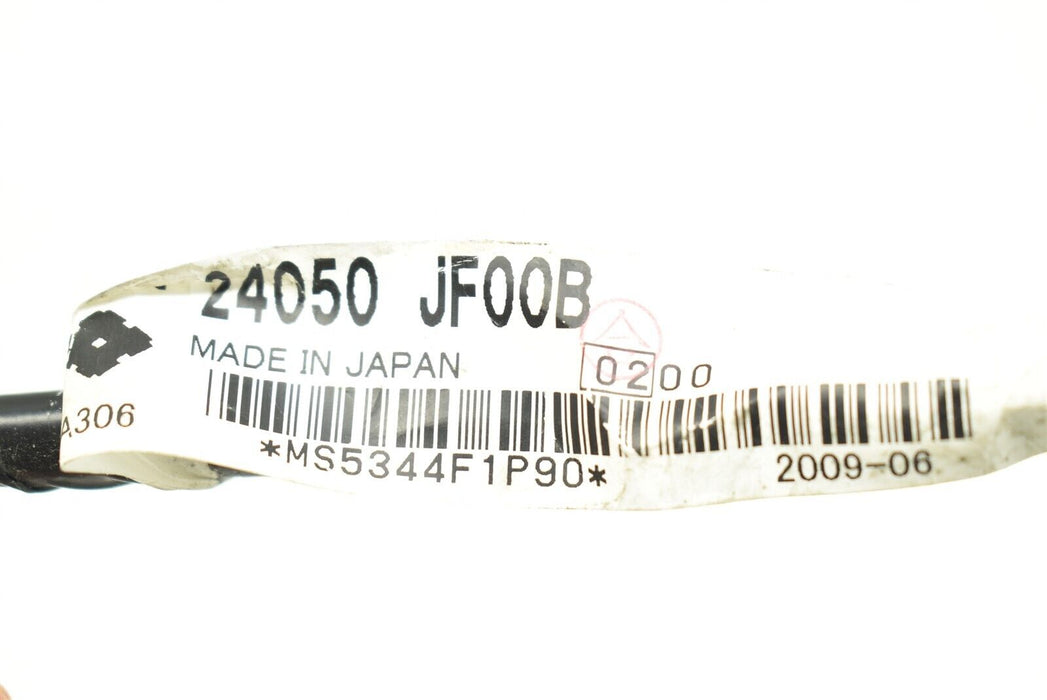 24050 JF00B
MADE IN JAPAN
0200
A306
*MS5344F1P90*
2009-06